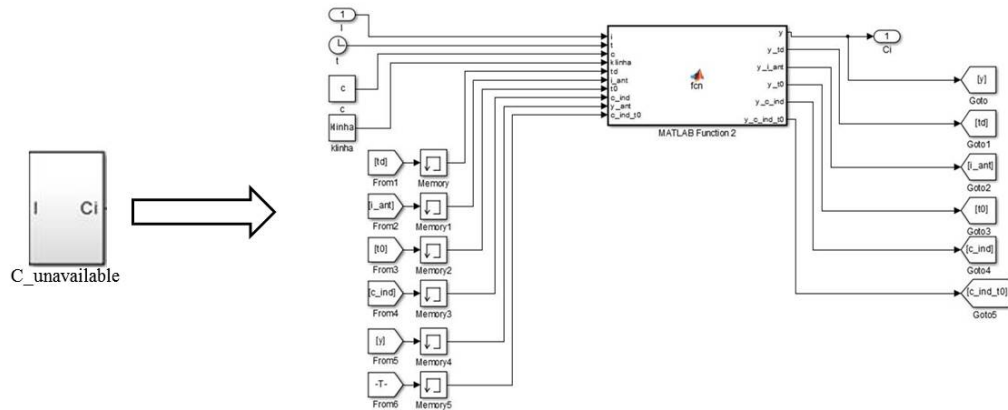 I Ci
C_unavailable
1
I
t
c
c
klinha
klinha
[td]
From1
Memory
[i_ant]
From2
Memory1
[t0]
From3
Memory2
[c_ind]
From4
Memory3
[y]
From5
Memory4
-T-
From6
Memory5
i
t
c
klinha
td
i_ant
t0
c_ind
y_ant
c_ind_t0
fcn
y
y_td
y_i_ant
y_t0
y_c_ind
y_c_ind_t0
MATLAB Function 2
1
Ci
[y]
Goto
[td]
Goto1
[i_ant]
Goto2
[t0]
Goto3
[c_ind]
Goto4
[c_ind_t0]
Goto5